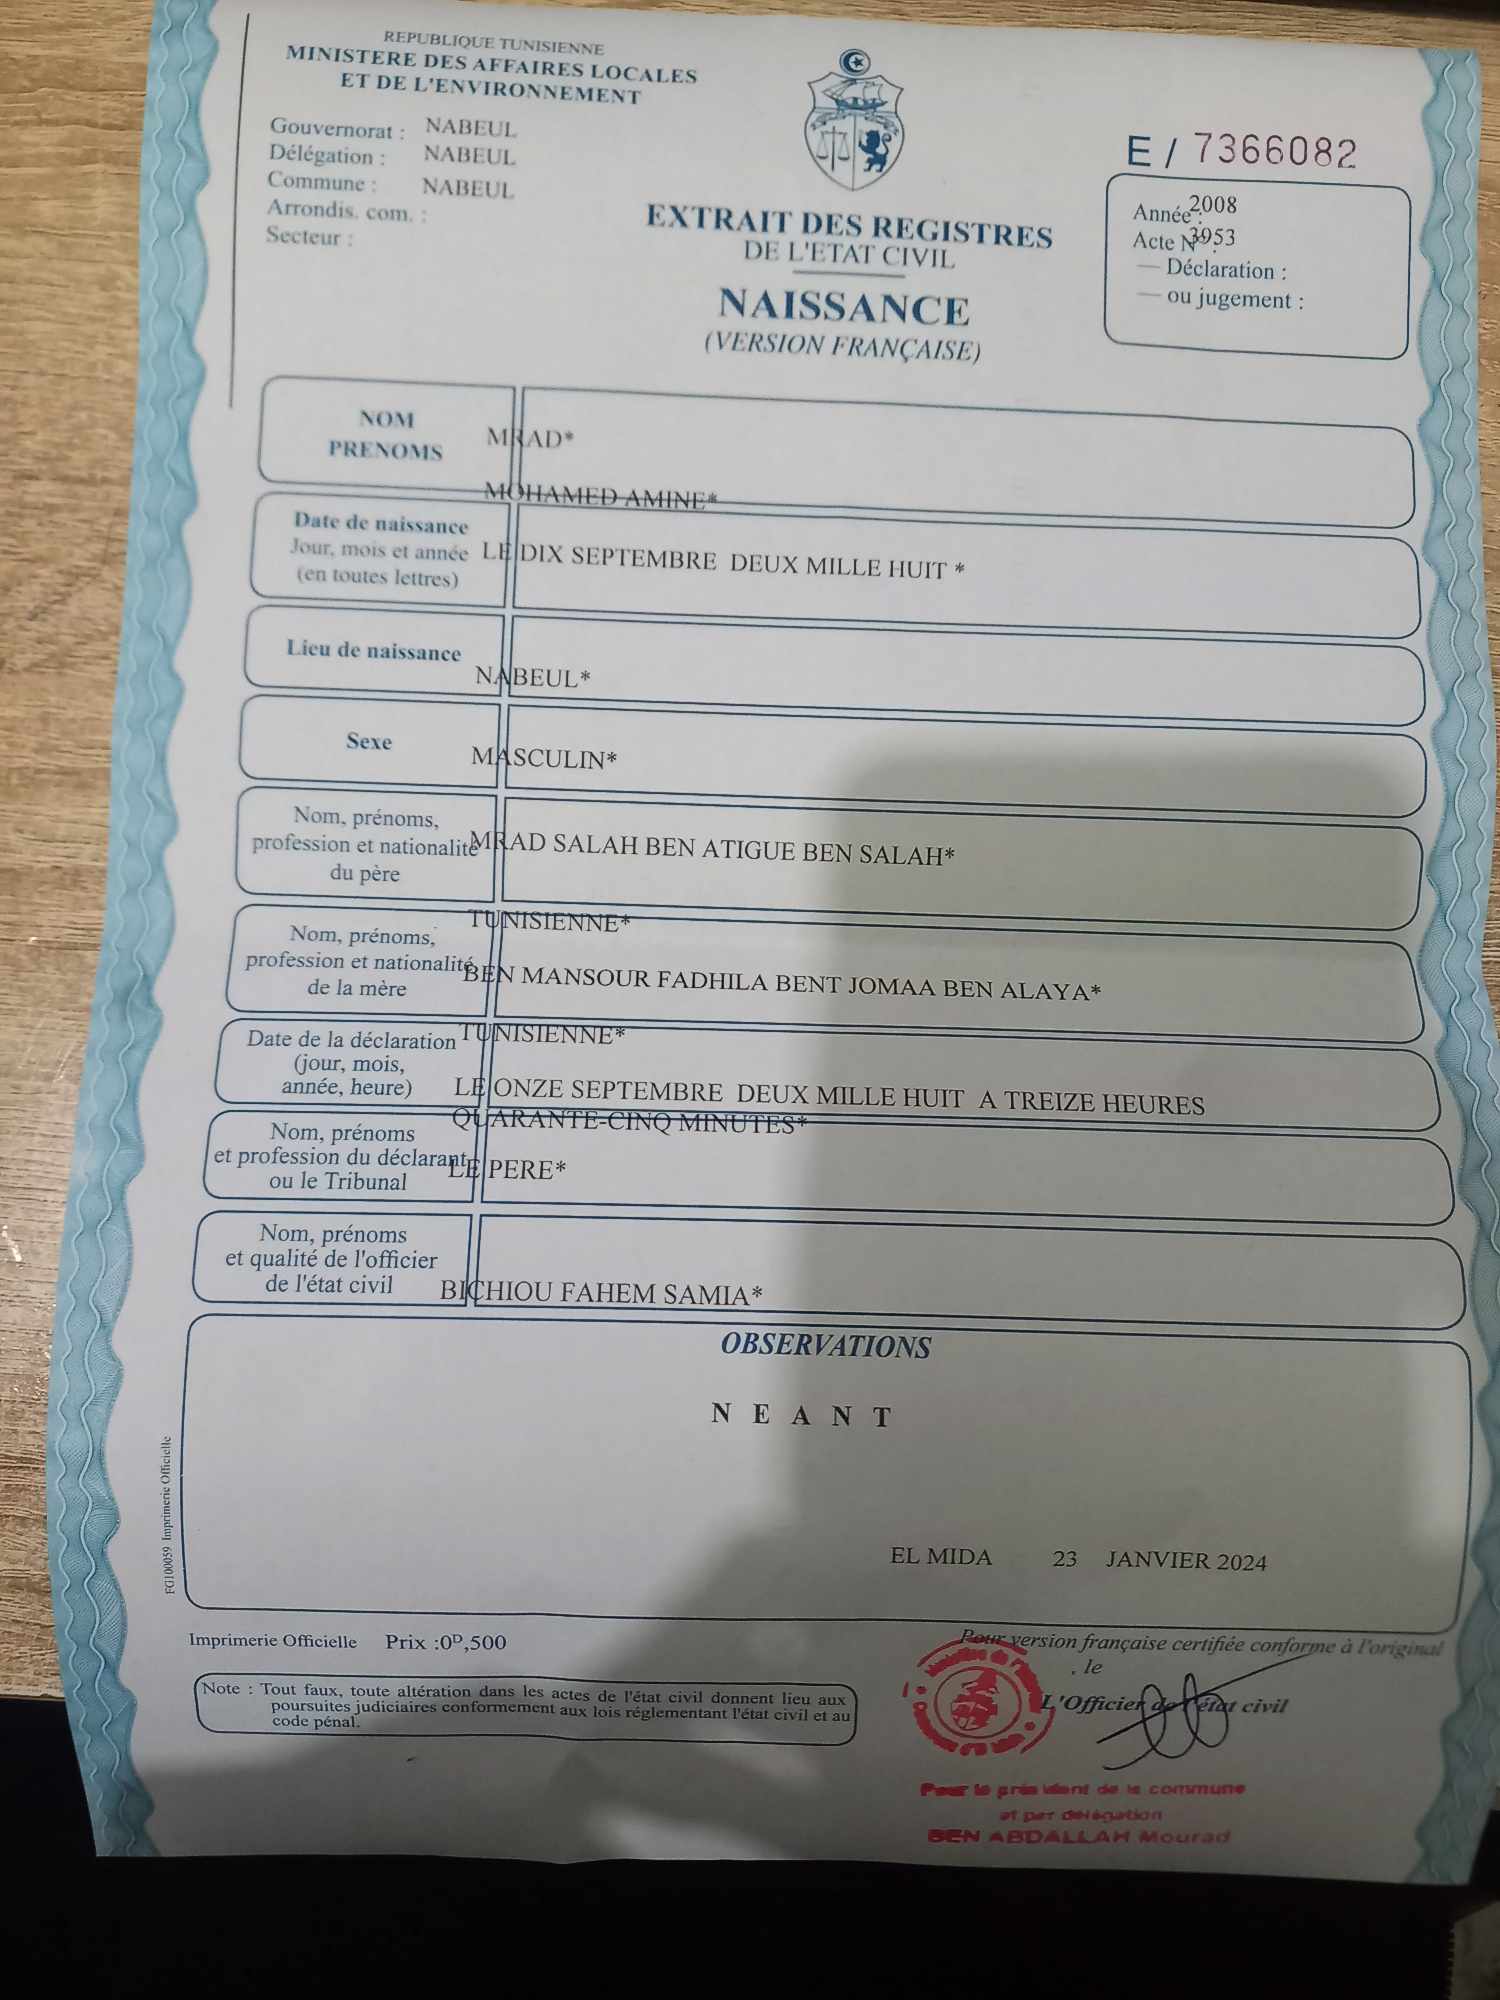 REPUBLIQUE TUNISIENNE
MINISTERE DES AFFAIRES LOCALES
ET DE L'ENVIRONNEMENT
Gouvernorat : NABEUL
Délégation : NABEUL
Commune : NABEUL
Arrondis. com. :
Secteur :
EXTRAIT DES REGISTRES
DE L'ETAT CIVIL
NAISSANCE
(VERSION FRANÇAISE)
E / 7366082
Année : 2008
Acte N° : 3953
— Déclaration :
— ou jugement :
NOM
PRENOMS
MRAD*
MOHAMED AMINE*
Date de naissance
Jour, mois et année
(en toutes lettres)
LE DIX SEPTEMBRE DEUX MILLE HUIT *
Lieu de naissance
NABEUL*
Sexe
MASCULIN*
Nom, prénoms,
profession et nationalité
du père
MRAD SALAH BEN ATIGUE BEN SALAH*
TUNISIENNE*
Nom, prénoms,
profession et nationalité
de la mère
BEN MANSOUR FADHILA BENT JOMAA BEN ALAYA*
TUNISIENNE*
Date de la déclaration
(jour, mois,
année, heure)
LE ONZE SEPTEMBRE DEUX MILLE HUIT A TREIZE HEURES
QUARANTE-CINQ MINUTES*
Nom, prénoms
et profession du déclarant
ou le Tribunal
LE PERE*
Nom, prénoms
et qualité de l'officier
de l'état civil
BICHIOU FAHEM SAMIA*
OBSERVATIONS
N E A N T
EL MIDA 23 JANVIER 2024
FG100059 Imprimerie Officielle
Imprimerie Officielle Prix :0ᴰ,500
Note : Tout faux, toute altération dans les actes de l'état civil donnent lieu aux
poursuites judiciaires conformement aux lois réglementant l'état civil et au
code pénal.
Pour version française certifiée conforme à l'original
, le
L'Officier de l'état civil
Pour le président de la commune
et par délégation
BEN ABDALLAH Mourad